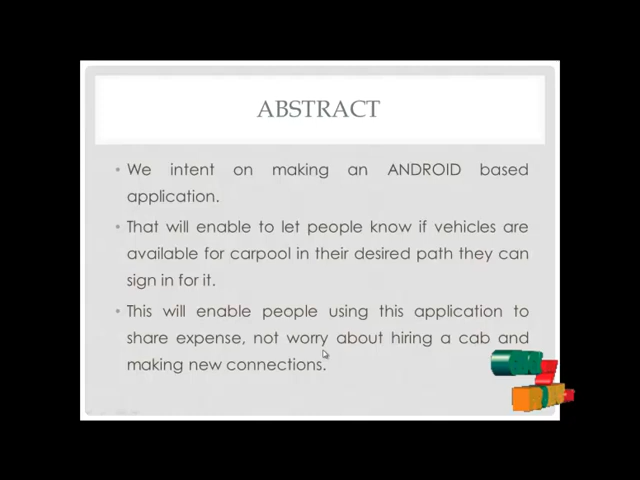 ABSTRACT
• We intent on making an ANDROID based
application.
• That will enable to let people know if vehicles are
available for carpool in their desired path they can
sign in for it.
• This will enable people using this application to
share expense, not worry about hiring a cab and
making new connections.